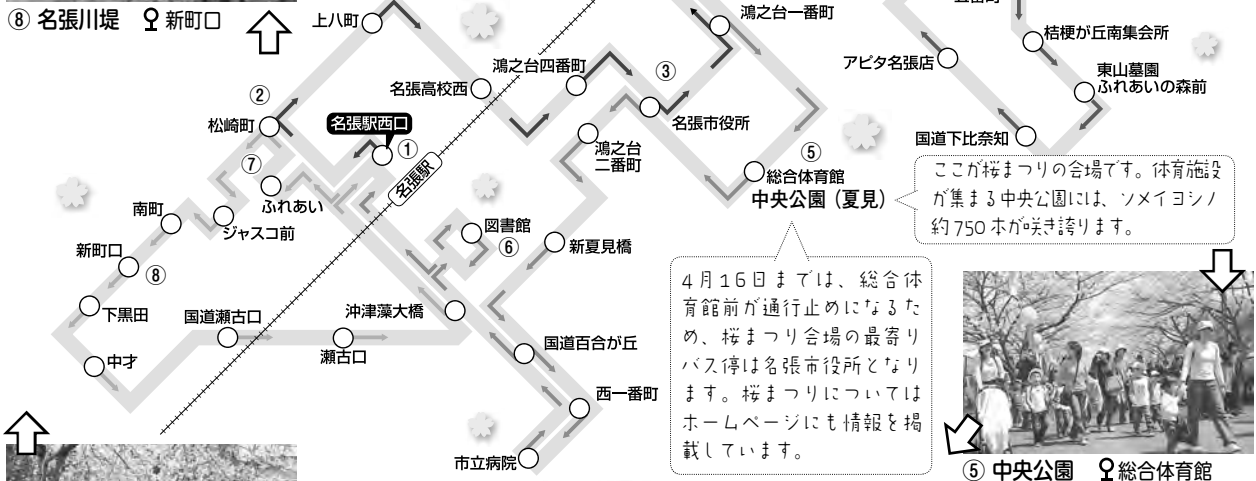 ⑧ 名張川堤 新町口
上八町
鴻之台一番町
桔梗が丘南集会所
アピタ名張店
東山墓園
ふれあいの森前
鴻之台四番町
③
名張高校西
②
松崎町
名張駅西口
①
名張市役所
鴻之台
二番町
国道下比奈知
⑤
総合体育館
中央公園(夏見)
ここが桜まつりの会場です。体育施設
が集まる中央公園には、ソメイヨシノ
約750本が咲き誇ります。
名張駅
⑦
ふれあい
南町
ジャスコ前
図書館
⑥
新夏見橋
新町口
⑧
下黒田
国道瀬古口
沖津藻大橋
瀬古口
中才
国道百合が丘
西一番町
市立病院
4月16日までは、総合体
育館前が通行止めになるた
め、桜まつり会場の最寄り
バス停は名張市役所となり
ます。桜まつりについては
ホームページにも情報を掲
載しています。
⑤ 中央公園 総合体育館